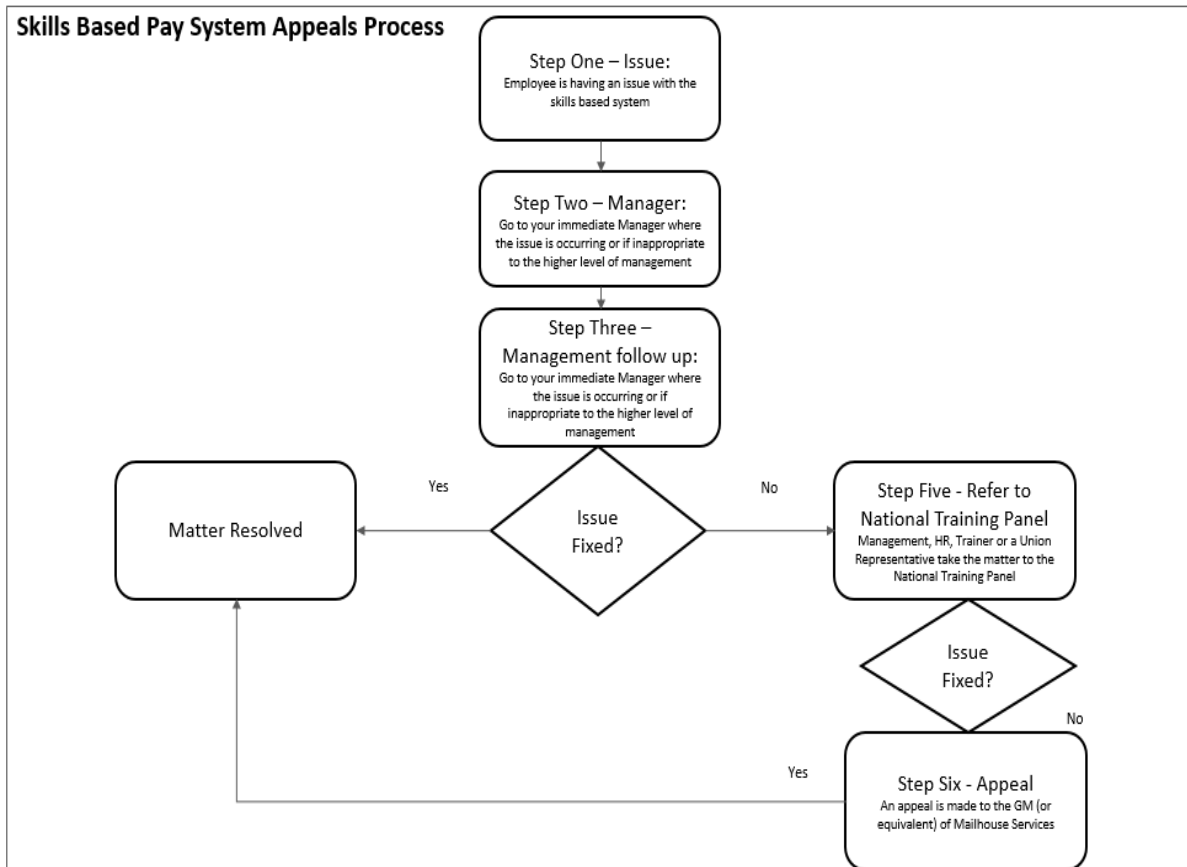 Skills Based Pay System Appeals Process
Step One – Issue:
Employee is having an issue with the
skills based system
Step Two – Manager:
Go to your immediate Manager where
the issue is occurring or if inappropriate
to the higher level of management
Step Three –
Management follow up:
Go to your immediate Manager where
the issue is occurring or if
inappropriate to the higher level of
management
Issue
Fixed?
Yes
Matter Resolved
No
Step Five - Refer to
National Training Panel
Management, HR, Trainer or a Union
Representative take the matter to the
National Training Panel
Issue
Fixed?
No
Yes
Step Six - Appeal
An appeal is made to the GM (or
equivalent) of Mailhouse Services